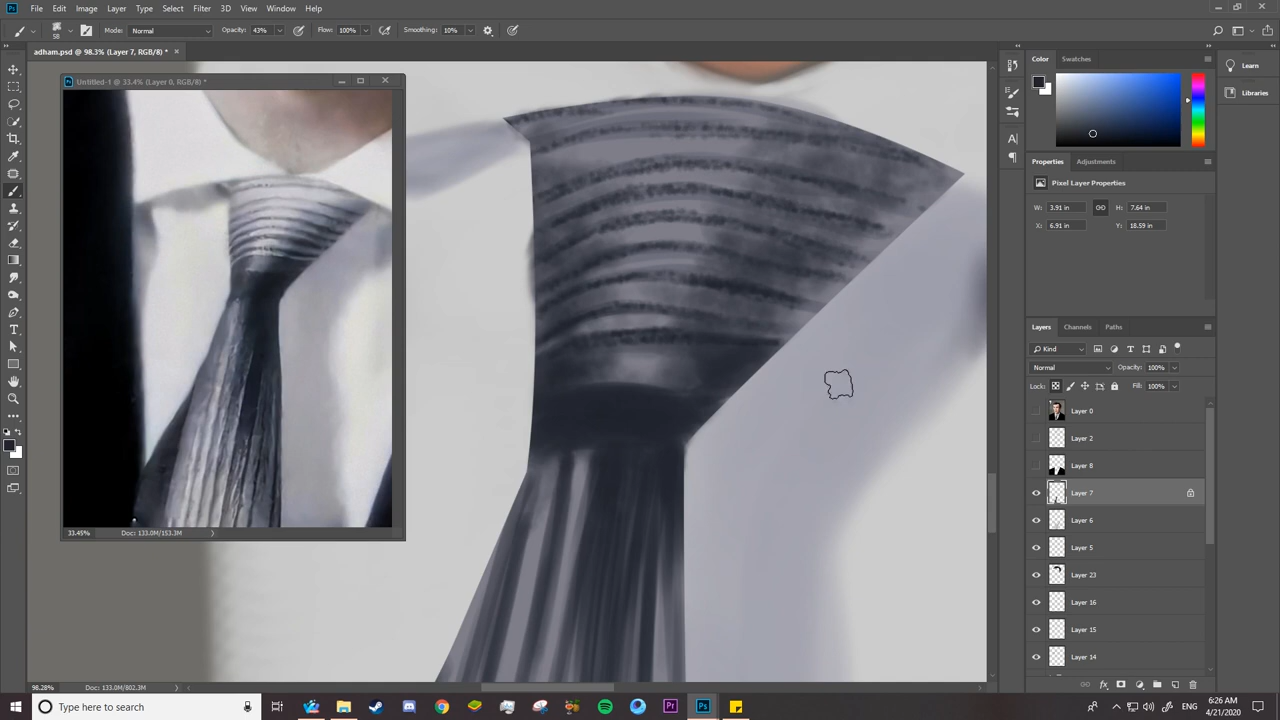 File Edit Image Layer Type Select Filter 3D View Window Help
58 Mode: Normal Opacity: 43% Flow: 100% Smoothing: 10%
adham.psd @ 98.3% (Layer 7, RGB/8) *
Untitled-1 @ 33.4% (Layer 0, RGB/8) *
33.45% Doc: 133.0M/153.3M
98.28% Doc: 133.0M/802.3M
Color Swatches
Learn
Libraries
Properties Adjustments
Pixel Layer Properties
W: 3.91 in H: 7.64 in
X: 6.91 in Y: 18.59 in
Layers Channels Paths
Kind
Normal Opacity: 100%
Lock: Fill: 100%
Layer 0
Layer 2
Layer 8
Layer 7
Layer 6
Layer 5
Layer 23
Layer 16
Layer 15
Layer 14
Type here to search
6:26 AM
4/21/2020